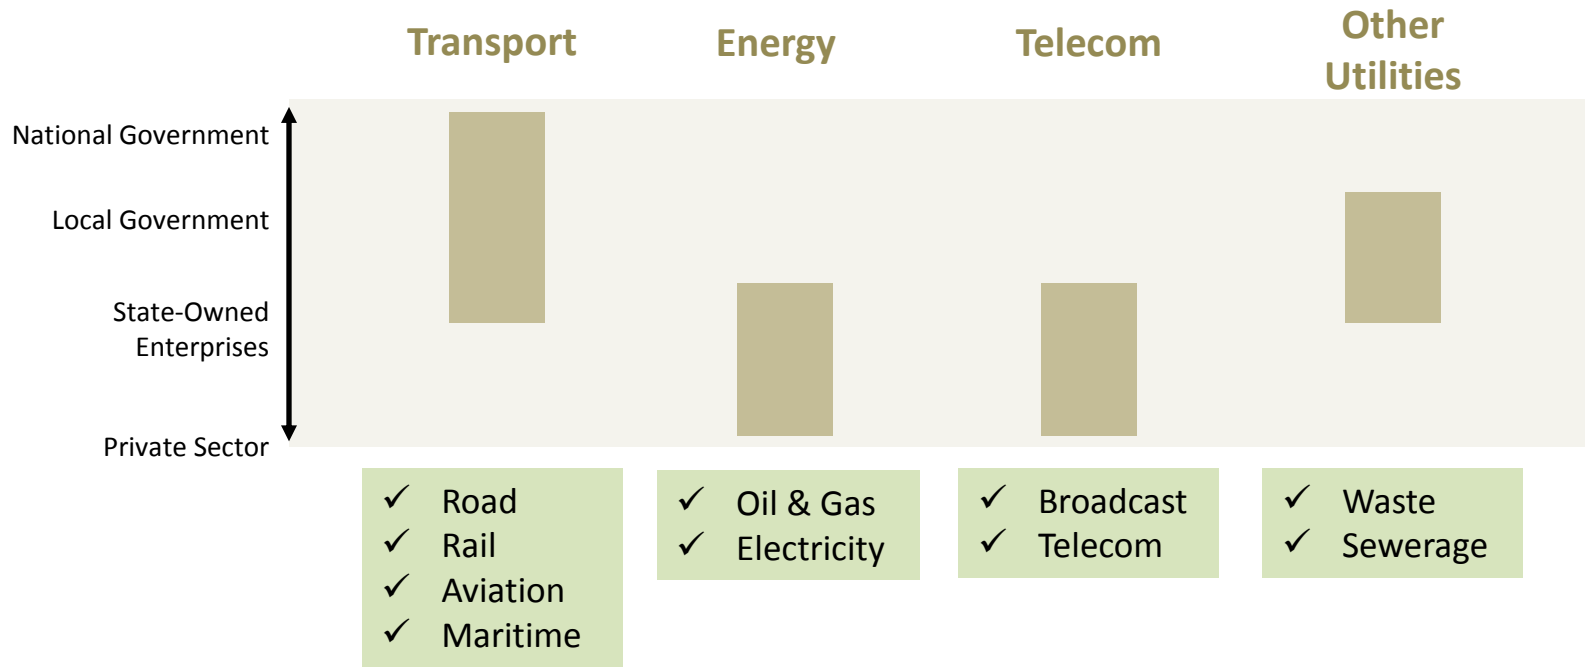 Transport
Energy
Telecom
Other
Utilities
National Government
Local Government
State-Owned
Enterprises
Private Sector
✓ Road
✓ Rail
✓ Aviation
✓ Maritime
✓ Oil & Gas
✓ Electricity
✓ Broadcast
✓ Telecom
✓ Waste
✓ Sewerage